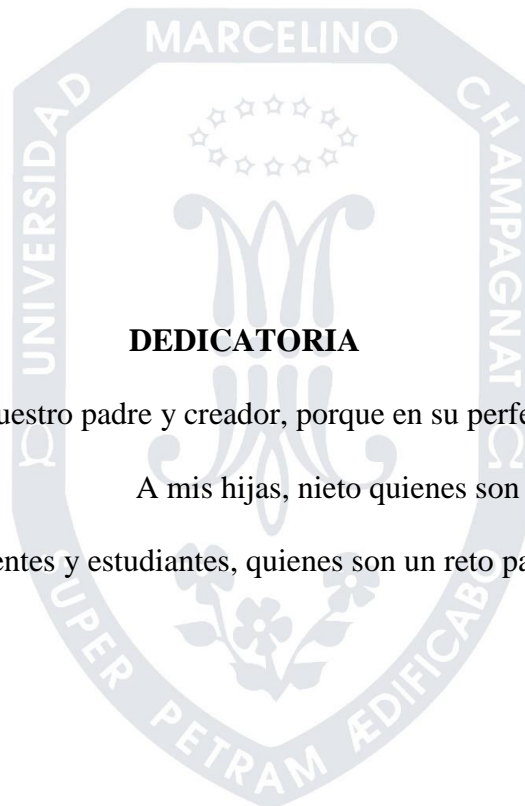 UNIVERSIDAD MARCELINO CHAMPAGNAT
DEDICATORIA
uestro padre y creador, porque en su perfe
A mis hijas, nieto quienes son
entes y estudiantes, quienes son un reto pa
SUPER PETRAM ÆDIFICABO